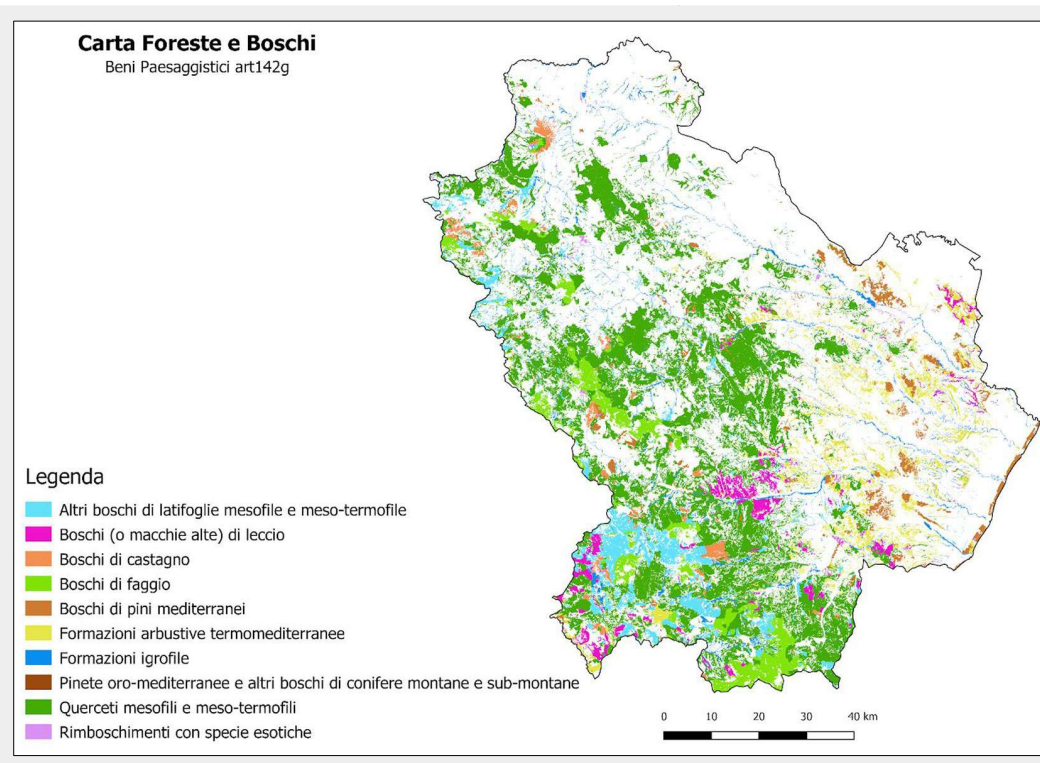 Carta Foreste e Boschi
Beni Paesaggistici art142g
Legenda
Altri boschi di latifoglie mesofile e meso-termofile
Boschi (o macchie alte) di leccio
Boschi di castagno
Boschi di faggio
Boschi di pini mediterranei
Formazioni arbustive termomediterranee
Formazioni igrofile
Pinete oro-mediterranee e altri boschi di conifere montane e sub-montane
Querceti mesofili e meso-termofili
Rimboschimenti con specie esotiche
0 10 20 30 40 km